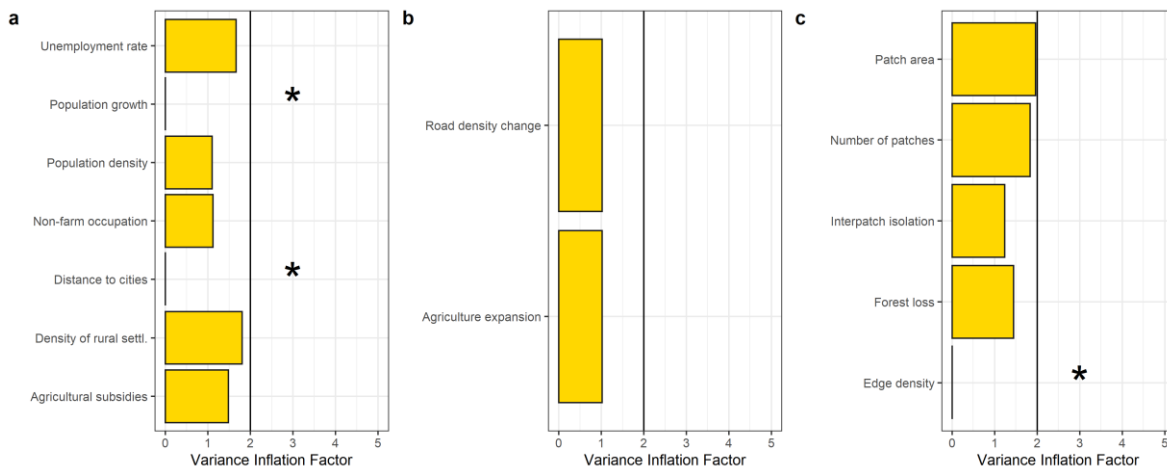 a
Unemployment rate
Population growth
*
Population density
Non-farm occupation
Distance to cities
*
Density of rural settl.
Agricultural subsidies
0 1 2 3 4 5
Variance Inflation Factor
b
Road density change
Agriculture expansion
0 1 2 3 4 5
Variance Inflation Factor
c
Patch area
Number of patches
Interpatch isolation
Forest loss
Edge density
*
0 1 2 3 4 5
Variance Inflation Factor